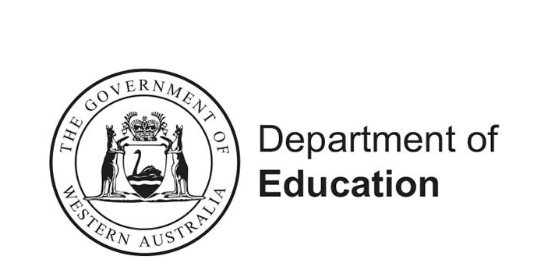 THE GOVERNMENT OF
WESTERN AUSTRALIA
Department of
Education